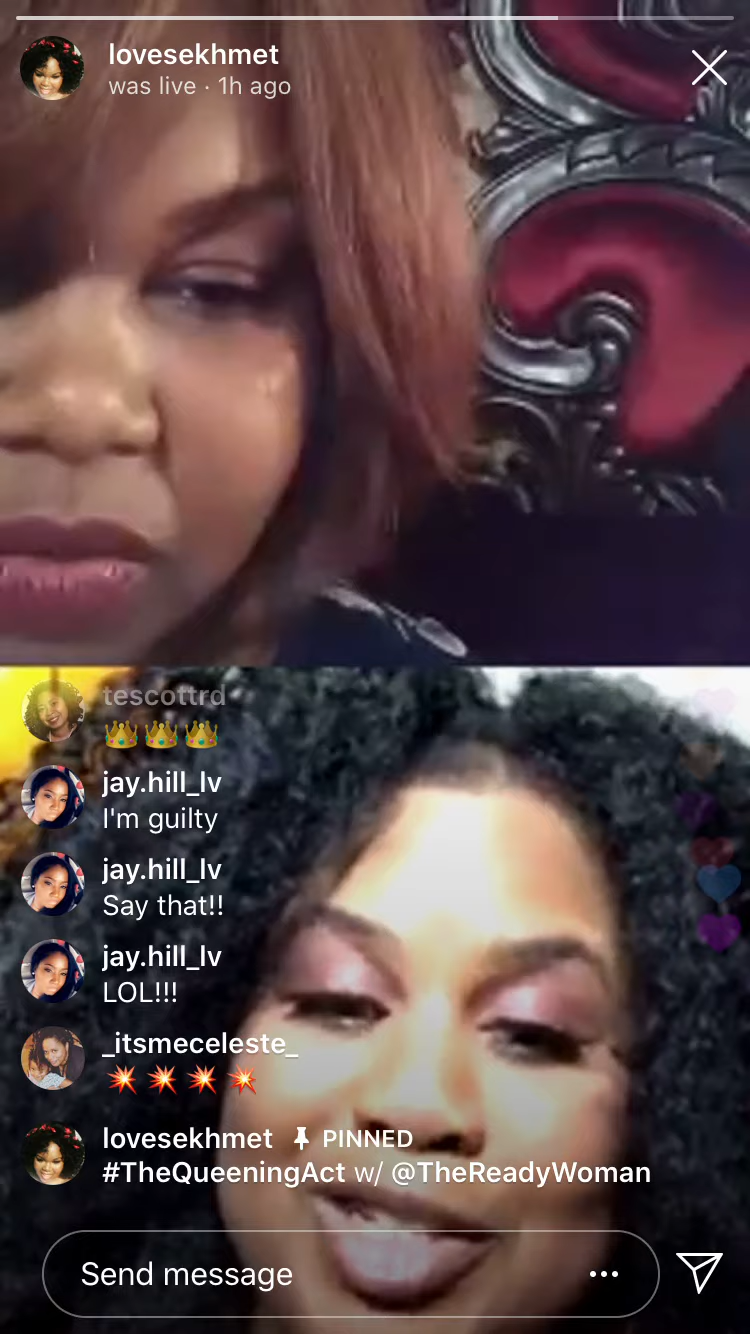 lovesekhmet
was live · 1h ago
tescottrd
👑👑👑
jay.hill_lv
I'm guilty
jay.hill_lv
Say that!!
jay.hill_lv
LOL!!!
_itsmeceleste_
💥💥💥💥
lovesekhmet 📌 PINNED
#TheQueeningAct w/ @TheReadyWoman
Send message